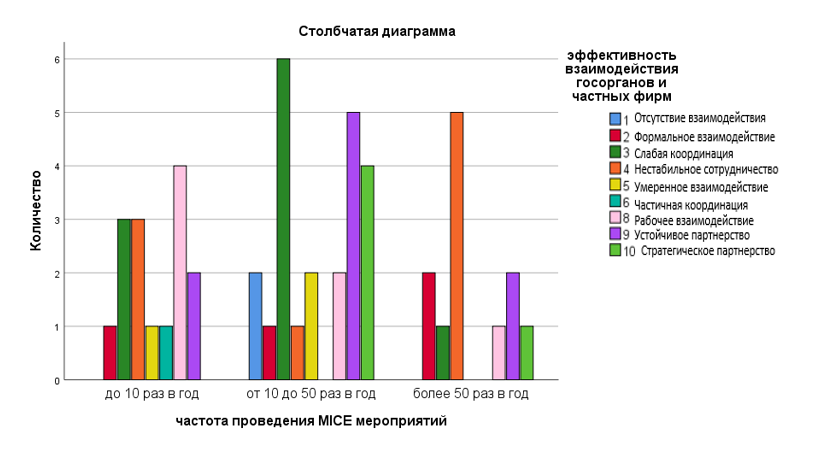 Столбчатая диаграмма
эффективность
взаимодействия
госорганов и
частных фирм
1 Отсутствие взаимодействия
2 Формальное взаимодействие
3 Слабая координация
4 Нестабильное сотрудничество
5 Умеренное взаимодействие
6 Частичная координация
8 Рабочее взаимодействие
9 Устойчивое партнерство
10 Стратегическое партнерство
Количество
6
5
4
3
2
1
0
до 10 раз в год
от 10 до 50 раз в год
более 50 раз в год
частота проведения MICE мероприятий